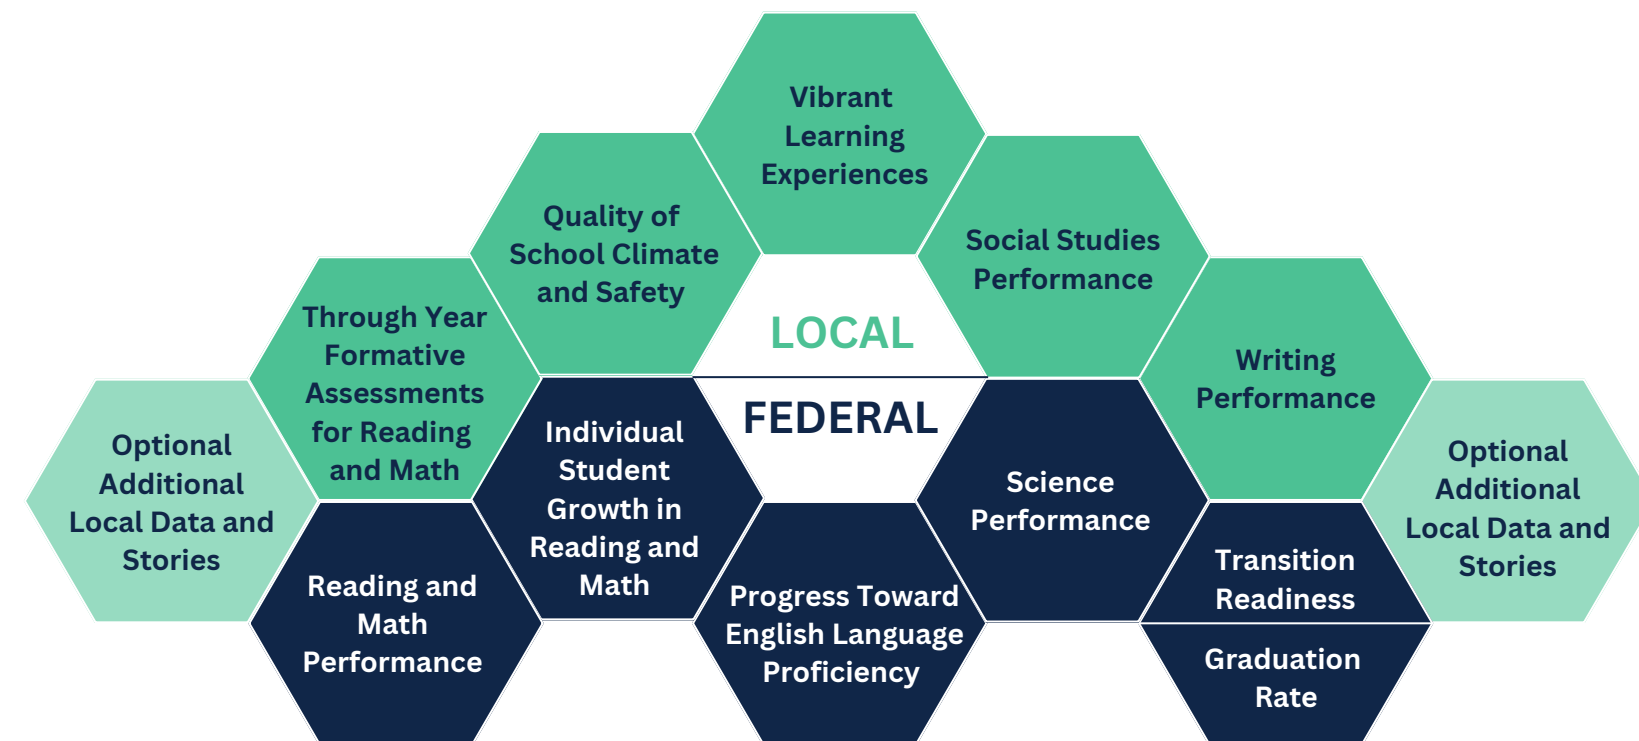 Vibrant
Learning
Experiences
Quality of
School Climate
and Safety
Social Studies
Performance
Through Year
Formative
Assessments
for Reading
and Math
LOCAL
Writing
Performance
FEDERAL
Optional
Additional
Local Data and
Stories
Individual
Student
Growth in
Reading and
Math
Science
Performance
Optional
Additional
Local Data and
Stories
Reading and
Math
Performance
Progress Toward
English Language
Proficiency
Transition
Readiness
Graduation
Rate